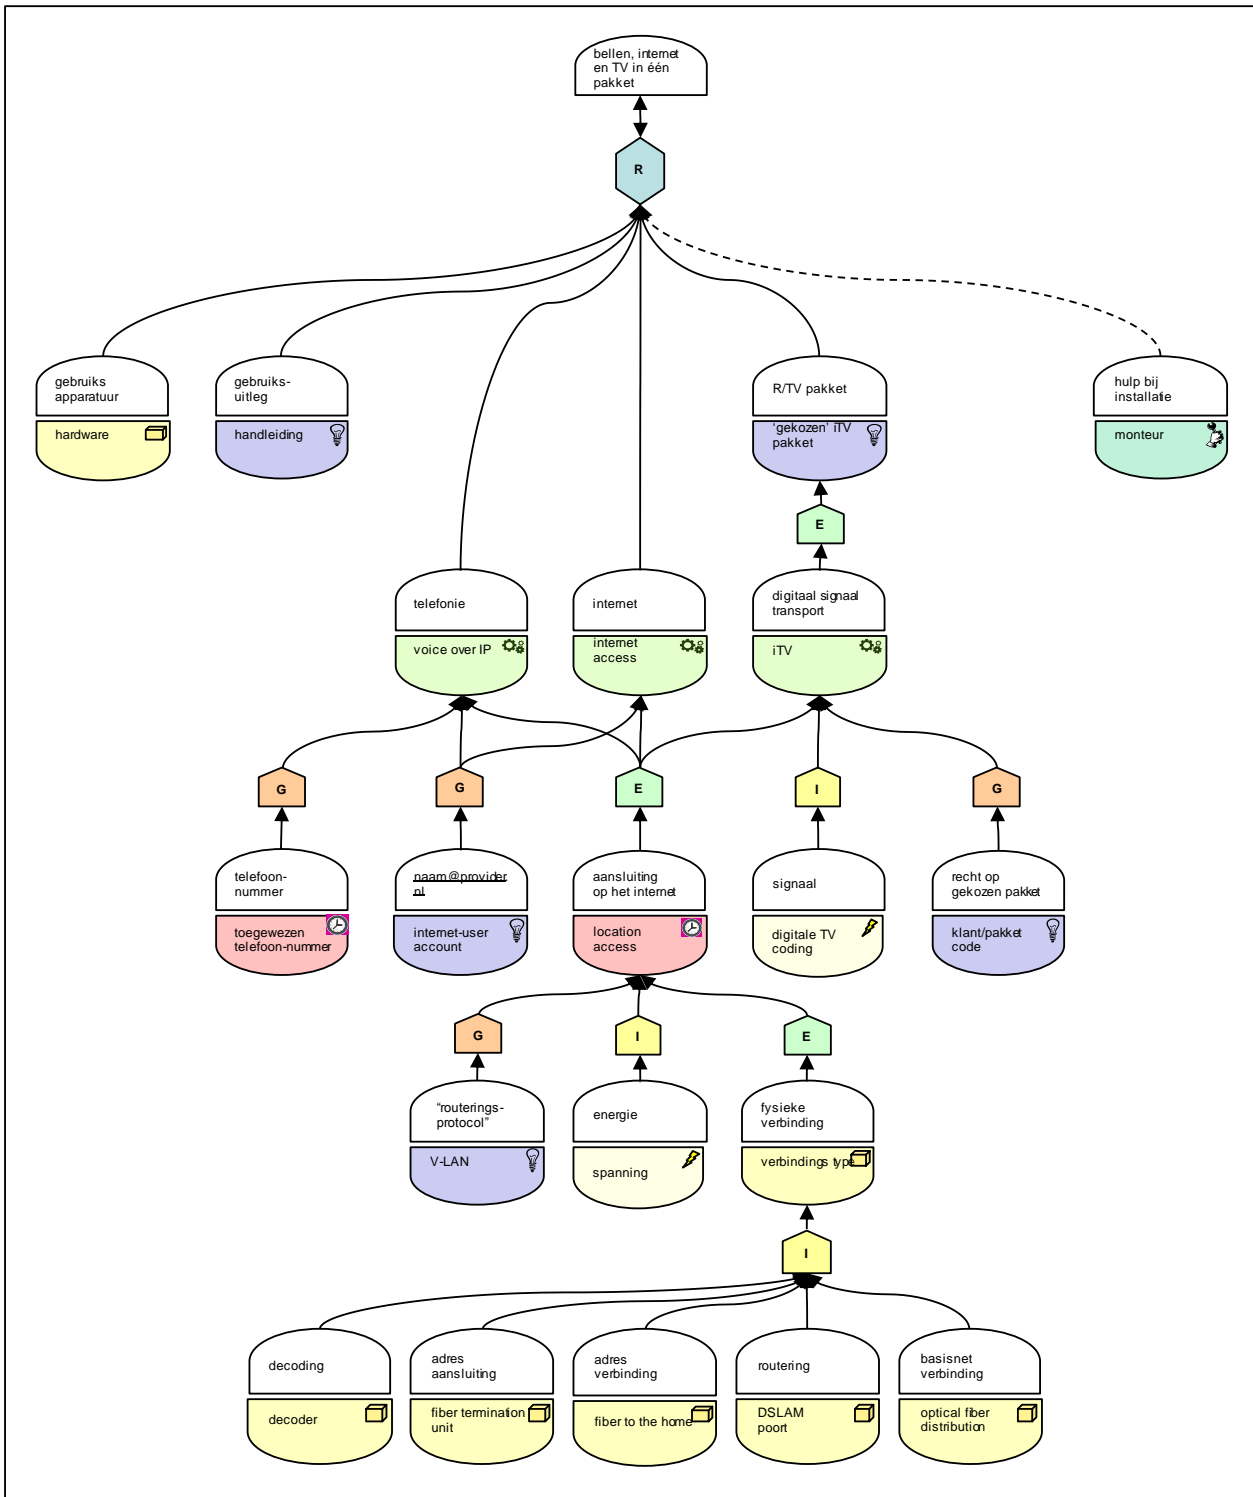 bellen, internet
en TV in één
pakket
R
gebruiks
apparatuur
hardware
gebruiks-
uitleg
handleiding
R/TV pakket
'gekozen' iTV
pakket
hulp bij
installatie
monteur
E
telefonie
voice over IP
internet
internet
access
digitaal signaal
transport
iTV
G
G
E
I
G
telefoon-
nummer
toegewezen
telefoon-nummer
naam@provider.
nl
internet-user
account
aansluiting
op het internet
location
access
signaal
digitale TV
coding
recht op
gekozen pakket
klant/pakket
code
G
I
E
"routerings-
protocol"
V-LAN
energie
spanning
fysieke
verbinding
verbindings type
I
decoding
decoder
adres
aansluiting
fiber termination
unit
adres
verbinding
fiber to the home
routering
DSLAM
poort
basisnet
verbinding
optical fiber
distribution